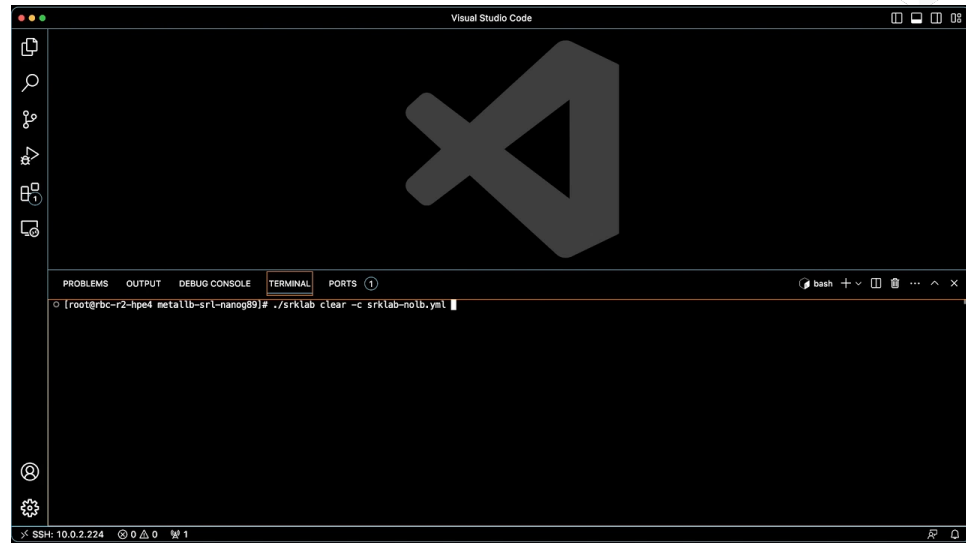 Visual Studio Code
1
PROBLEMS OUTPUT DEBUG CONSOLE TERMINAL PORTS 1
bash
[root@rbc-r2-hpe4 metallb-srl-nanog89]# ./srklab clear -c srklab-nolb.yml
SSH: 10.0.2.224 0 0 1